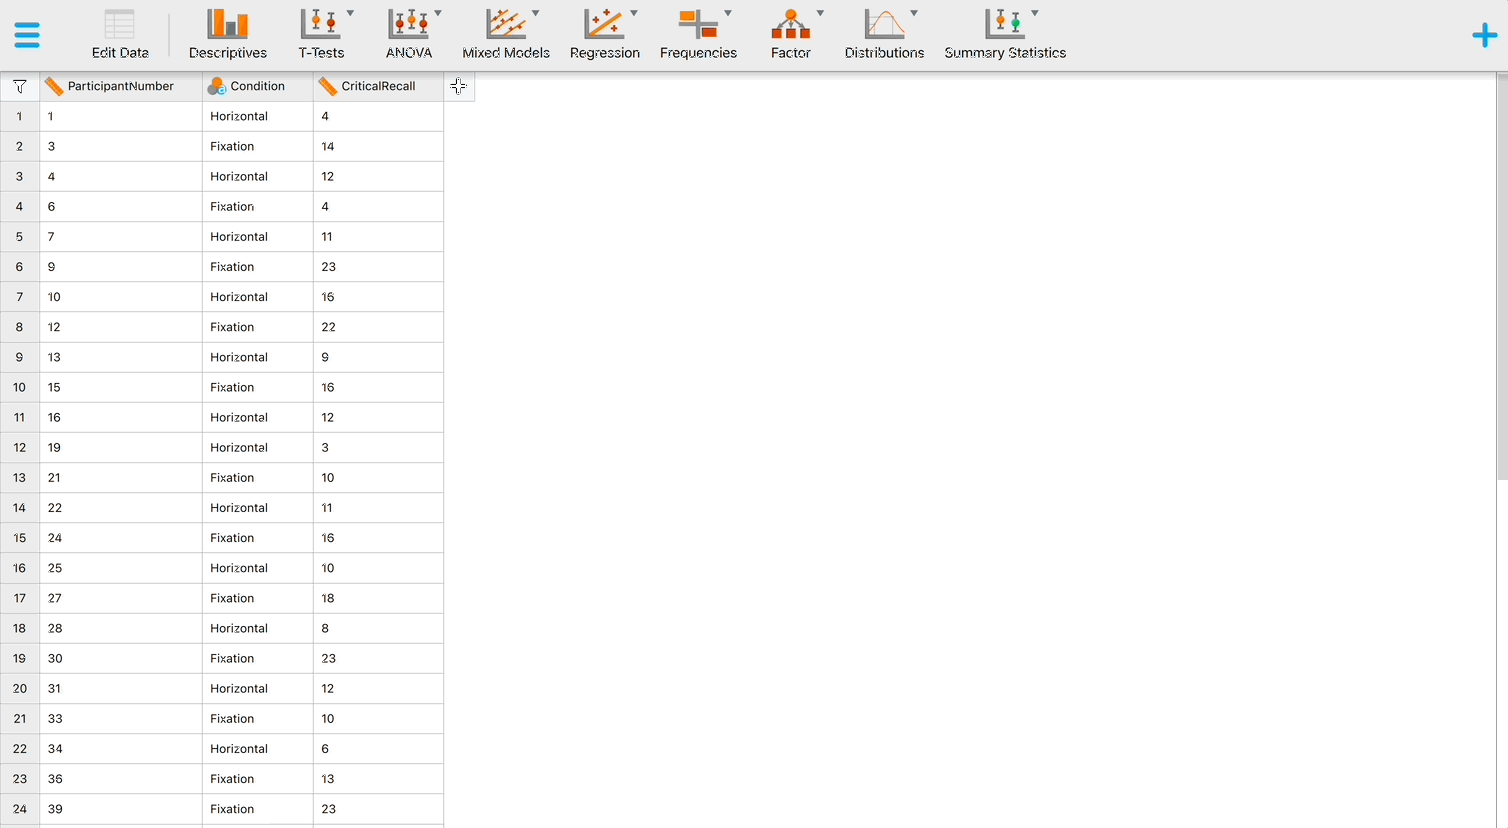 Edit Data Descriptives T-Tests ANOVA Mixed Models Regression Frequencies Factor Distributions Summary Statistics
ParticipantNumber Condition CriticalRecall
1 1 Horizontal 4
2 3 Fixation 14
3 4 Horizontal 12
4 6 Fixation 4
5 7 Horizontal 11
6 9 Fixation 23
7 10 Horizontal 16
8 12 Fixation 22
9 13 Horizontal 9
10 15 Fixation 16
11 16 Horizontal 12
12 19 Horizontal 3
13 21 Fixation 10
14 22 Horizontal 11
15 24 Fixation 16
16 25 Horizontal 10
17 27 Fixation 18
18 28 Horizontal 8
19 30 Fixation 23
20 31 Horizontal 12
21 33 Fixation 10
22 34 Horizontal 6
23 36 Fixation 13
24 39 Fixation 23